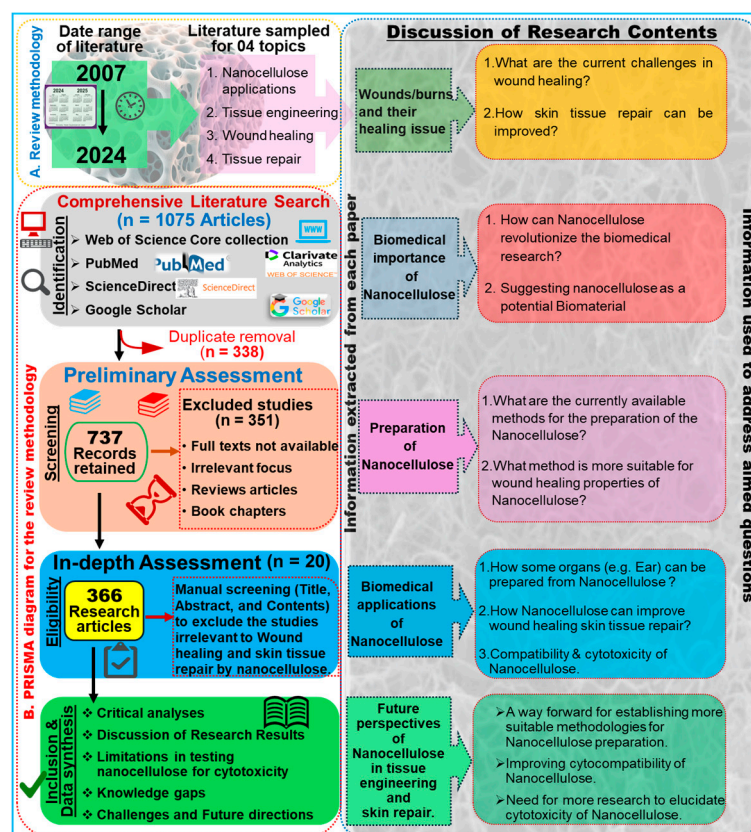 A. Review methodology
Date range
of literature
2007
2024
2025
2024
Literature sampled
for 04 topics
1. Nanocellulose
applications
2. Tissue engineering
3. Wound healing
4. Tissue repair
B. PRISMA diagram for the review methodology
Identification
Comprehensive Literature Search
(n = 1075 Articles)
➢ Web of Science Core collection
WWW
➢ PubMed
PubMed
Clarivate
Analytics
WEB OF SCIENCE™
➢ ScienceDirect
ScienceDirect
➢ Google Scholar
Google
Scholar
Duplicate removal
(n = 338)
Screening
Preliminary Assessment
737
Records
retained
Excluded studies
(n = 351)
• Full texts not available
• Irrelevant focus
• Reviews articles
• Book chapters
Eligibility
In-depth Assessment (n = 20)
366
Research
articles
Manual screening (Title,
Abstract, and Contents)
to exclude the studies
irrelevant to Wound
healing and skin tissue
repair by nanocellulose
Inclusion &
Data synthesis
❖ Critical analyses
❖ Discussion of Research Results
❖ Limitations in testing
nanocellulose for cytotoxicity
❖ Knowledge gaps
❖ Challenges and Future directions
Information extracted from each paper
Discussion of Research Contents
Wounds/burns
and their
healing issue
1.What are the current challenges in
wound healing?
2.How skin tissue repair can be
improved?
Biomedical
importance
of
Nanocellulose
1. How can Nanocellulose
revolutionize the biomedical
research?
2. Suggesting nanocellulose as a
potential Biomaterial
Preparation
of
Nanocellulose
1.What are the currently available
methods for the preparation of the
Nanocellulose?
2.What method is more suitable for
wound healing properties of
Nanocellulose?
Biomedical
applications
of
Nanocellulose
1.How some organs (e.g. Ear) can be
prepared from Nanocellulose?
2.How Nanocellulose can improve
wound healing skin tissue repair?
3.Compatibility & cytotoxicity of
Nanocellulose.
Future
perspectives
of
Nanocellulose
in tissue
engineering
and
skin repair.
➢A way forward for establishing more
suitable methodologies for
Nanocellulose preparation.
➢Improving cytocompatibility of
Nanocellulose.
➢Need for more research to elucidate
cytotoxicity of Nanocellulose.
Information used to address aimed questions